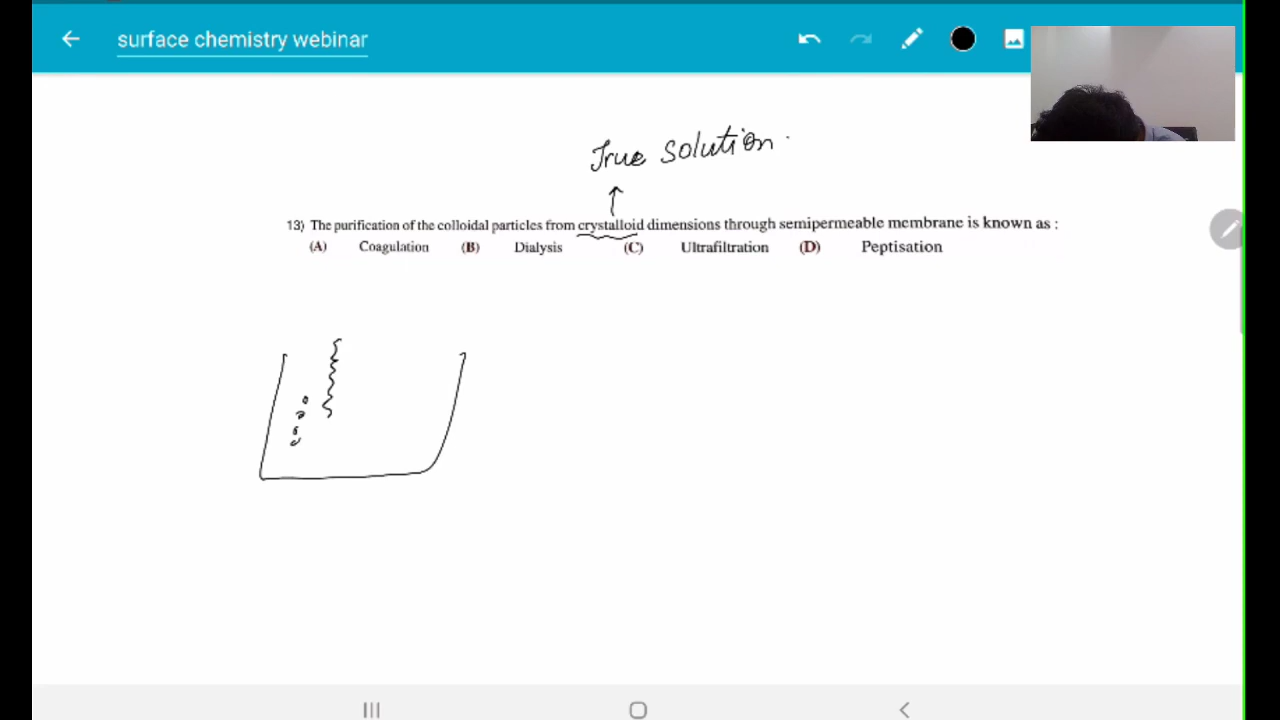 surface chemistry webinar
True Solution.
13) The purification of the colloidal particles from crystalloid dimensions through semipermeable membrane is known as :
(A) Coagulation (B) Dialysis (C) Ultrafiltration (D) Peptisation